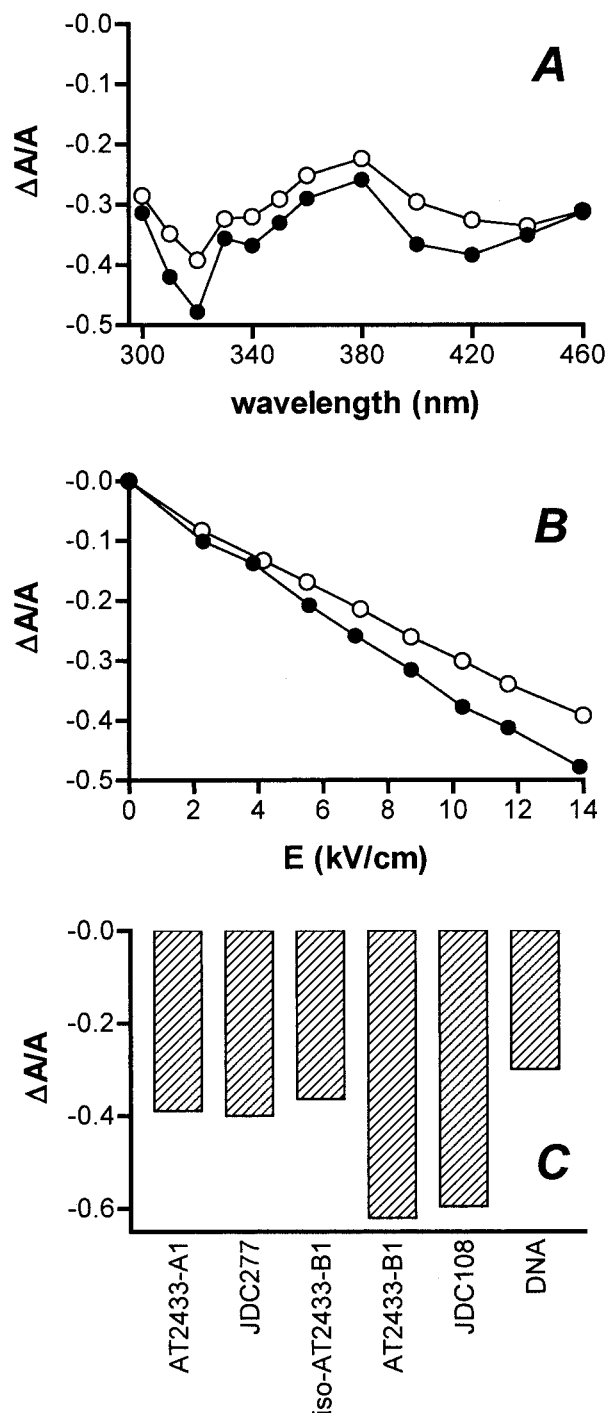 -0.0
-0.1
-0.2
-0.3
-0.4
-0.5
ΔA/A
A
300
340
380
420
460
wavelength (nm)
-0.0
-0.1
-0.2
-0.3
-0.4
-0.5
ΔA/A
B
0
2
4
6
8
10
12
14
E (kV/cm)
-0.0
-0.2
-0.4
-0.6
ΔA/A
C
AT2433-A1
JDC277
iso-AT2433-B1
AT2433-B1
JDC108
DNA